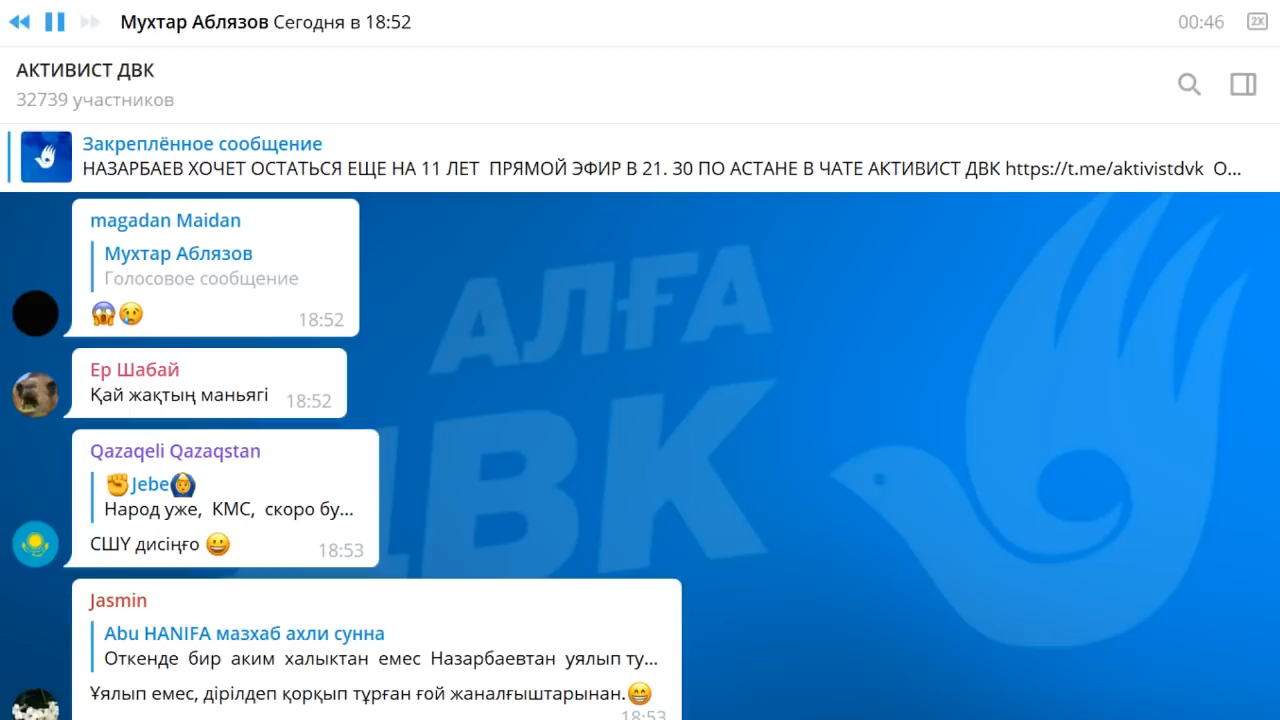 Мухтар Аблязов Сегодня в 18:52
00:46
2X
АКТИВИСТ ДВК
32739 участников
Закреплённое сообщение
НАЗАРБАЕВ ХОЧЕТ ОСТАТЬСЯ ЕЩЕ НА 11 ЛЕТ ПРЯМОЙ ЭФИР В 21. 30 ПО АСТАНЕ В ЧАТЕ АКТИВИСТ ДВК https://t.me/aktivistdvk О...
magadan Maidan
Мухтар Аблязов
Голосовое сообщение
😱😢
18:52
Ер Шабай
Қай жақтың маньягі
18:52
Qazaqeli Qazaqstan
✊Jebe🙆‍♂️
Народ уже, КМС, скоро бу...
СШҮ дисіңғо 😀
18:53
Jasmin
Abu HANIFA мазхаб ахли сунна
Откенде бир аким халыктан емес Назарбаевтан уялып ту...
Ұялып емес, дірілдеп қорқып тұрған ғой жаналғыштарынан.😁
18:53
АЛҒА
ДВК